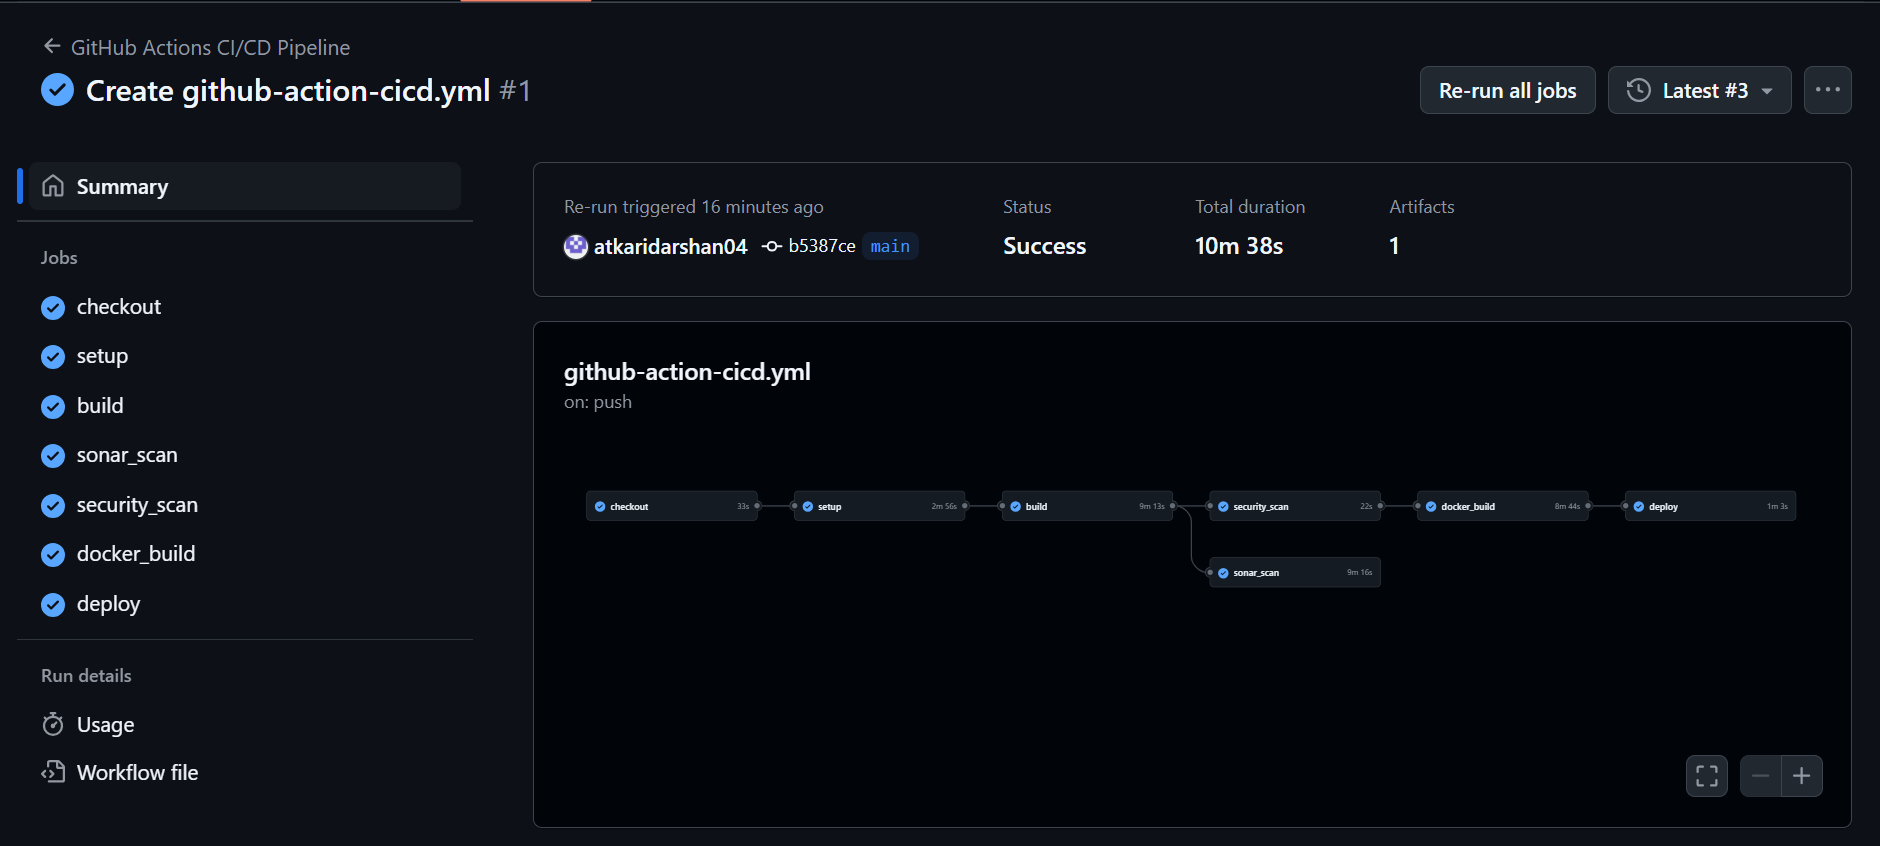 GitHub Actions CI/CD Pipeline
Create github-action-cicd.yml #1
Re-run all jobs
Latest #3
Summary
Jobs
checkout
setup
build
sonar_scan
security_scan
docker_build
deploy
Run details
Usage
Workflow file
Re-run triggered 16 minutes ago
atkaridarshan04 b5387ce main
Status
Success
Total duration
10m 38s
Artifacts
1
github-action-cicd.yml
on: push
checkout 33s
setup 2m 56s
build 9m 13s
security_scan 22s
docker_build 8m 44s
deploy 1m 3s
sonar_scan 9m 16s